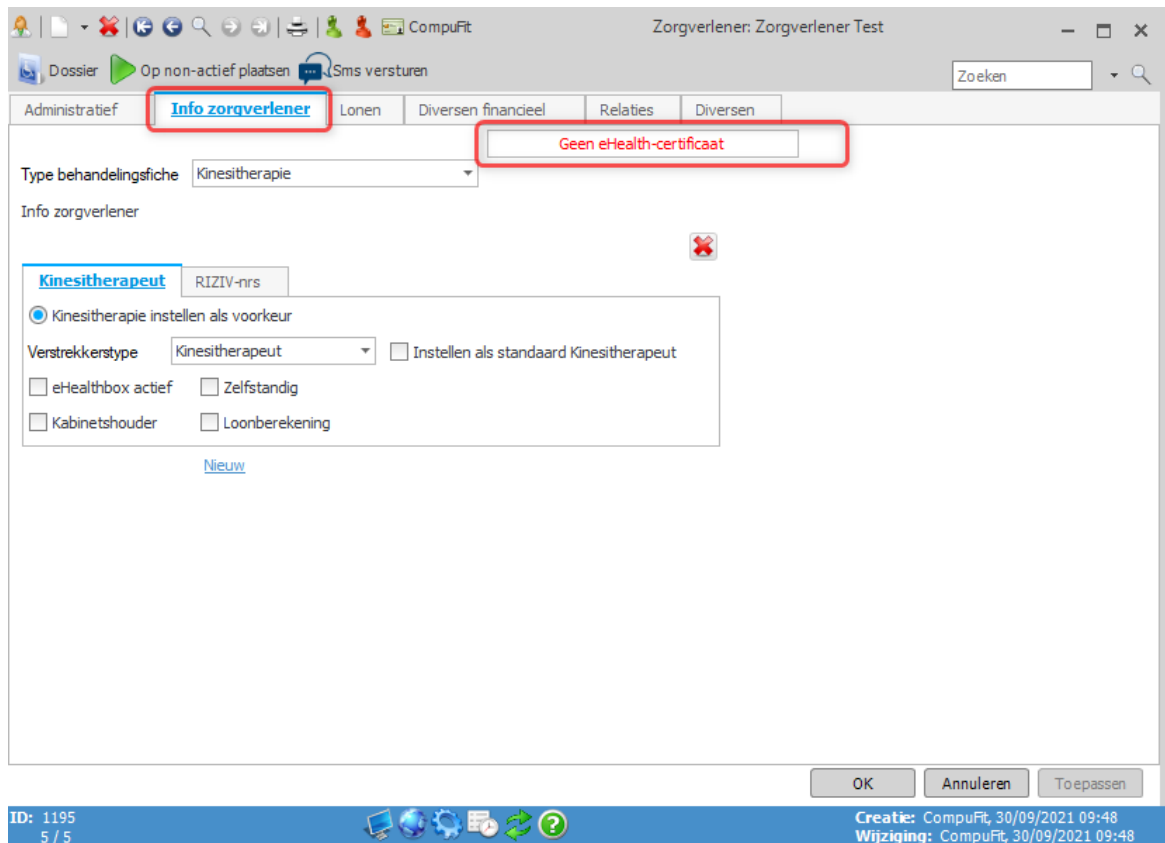 CompuFit Zorgverlener: Zorgverlener Test
Dossier Op non-actief plaatsen Sms versturen Zoeken
Administratief Info zorgverlener Lonen Diversen financieel Relaties Diversen
Geen eHealth-certificaat
Type behandelingsfiche Kinesitherapie
Info zorgverlener
Kinesitherapeut RIZIV-nrs
Kinesitherapie instellen als voorkeur
Verstrekkerstype Kinesitherapeut Instellen als standaard Kinesitherapeut
eHealthbox actief Zelfstandig
Kabinetshouder Loonberekening
Nieuw
OK Annuleren Toepassen
ID: 1195 Creatie: CompuFit, 30/09/2021 09:48
5 / 5 Wijziging: CompuFit, 30/09/2021 09:48